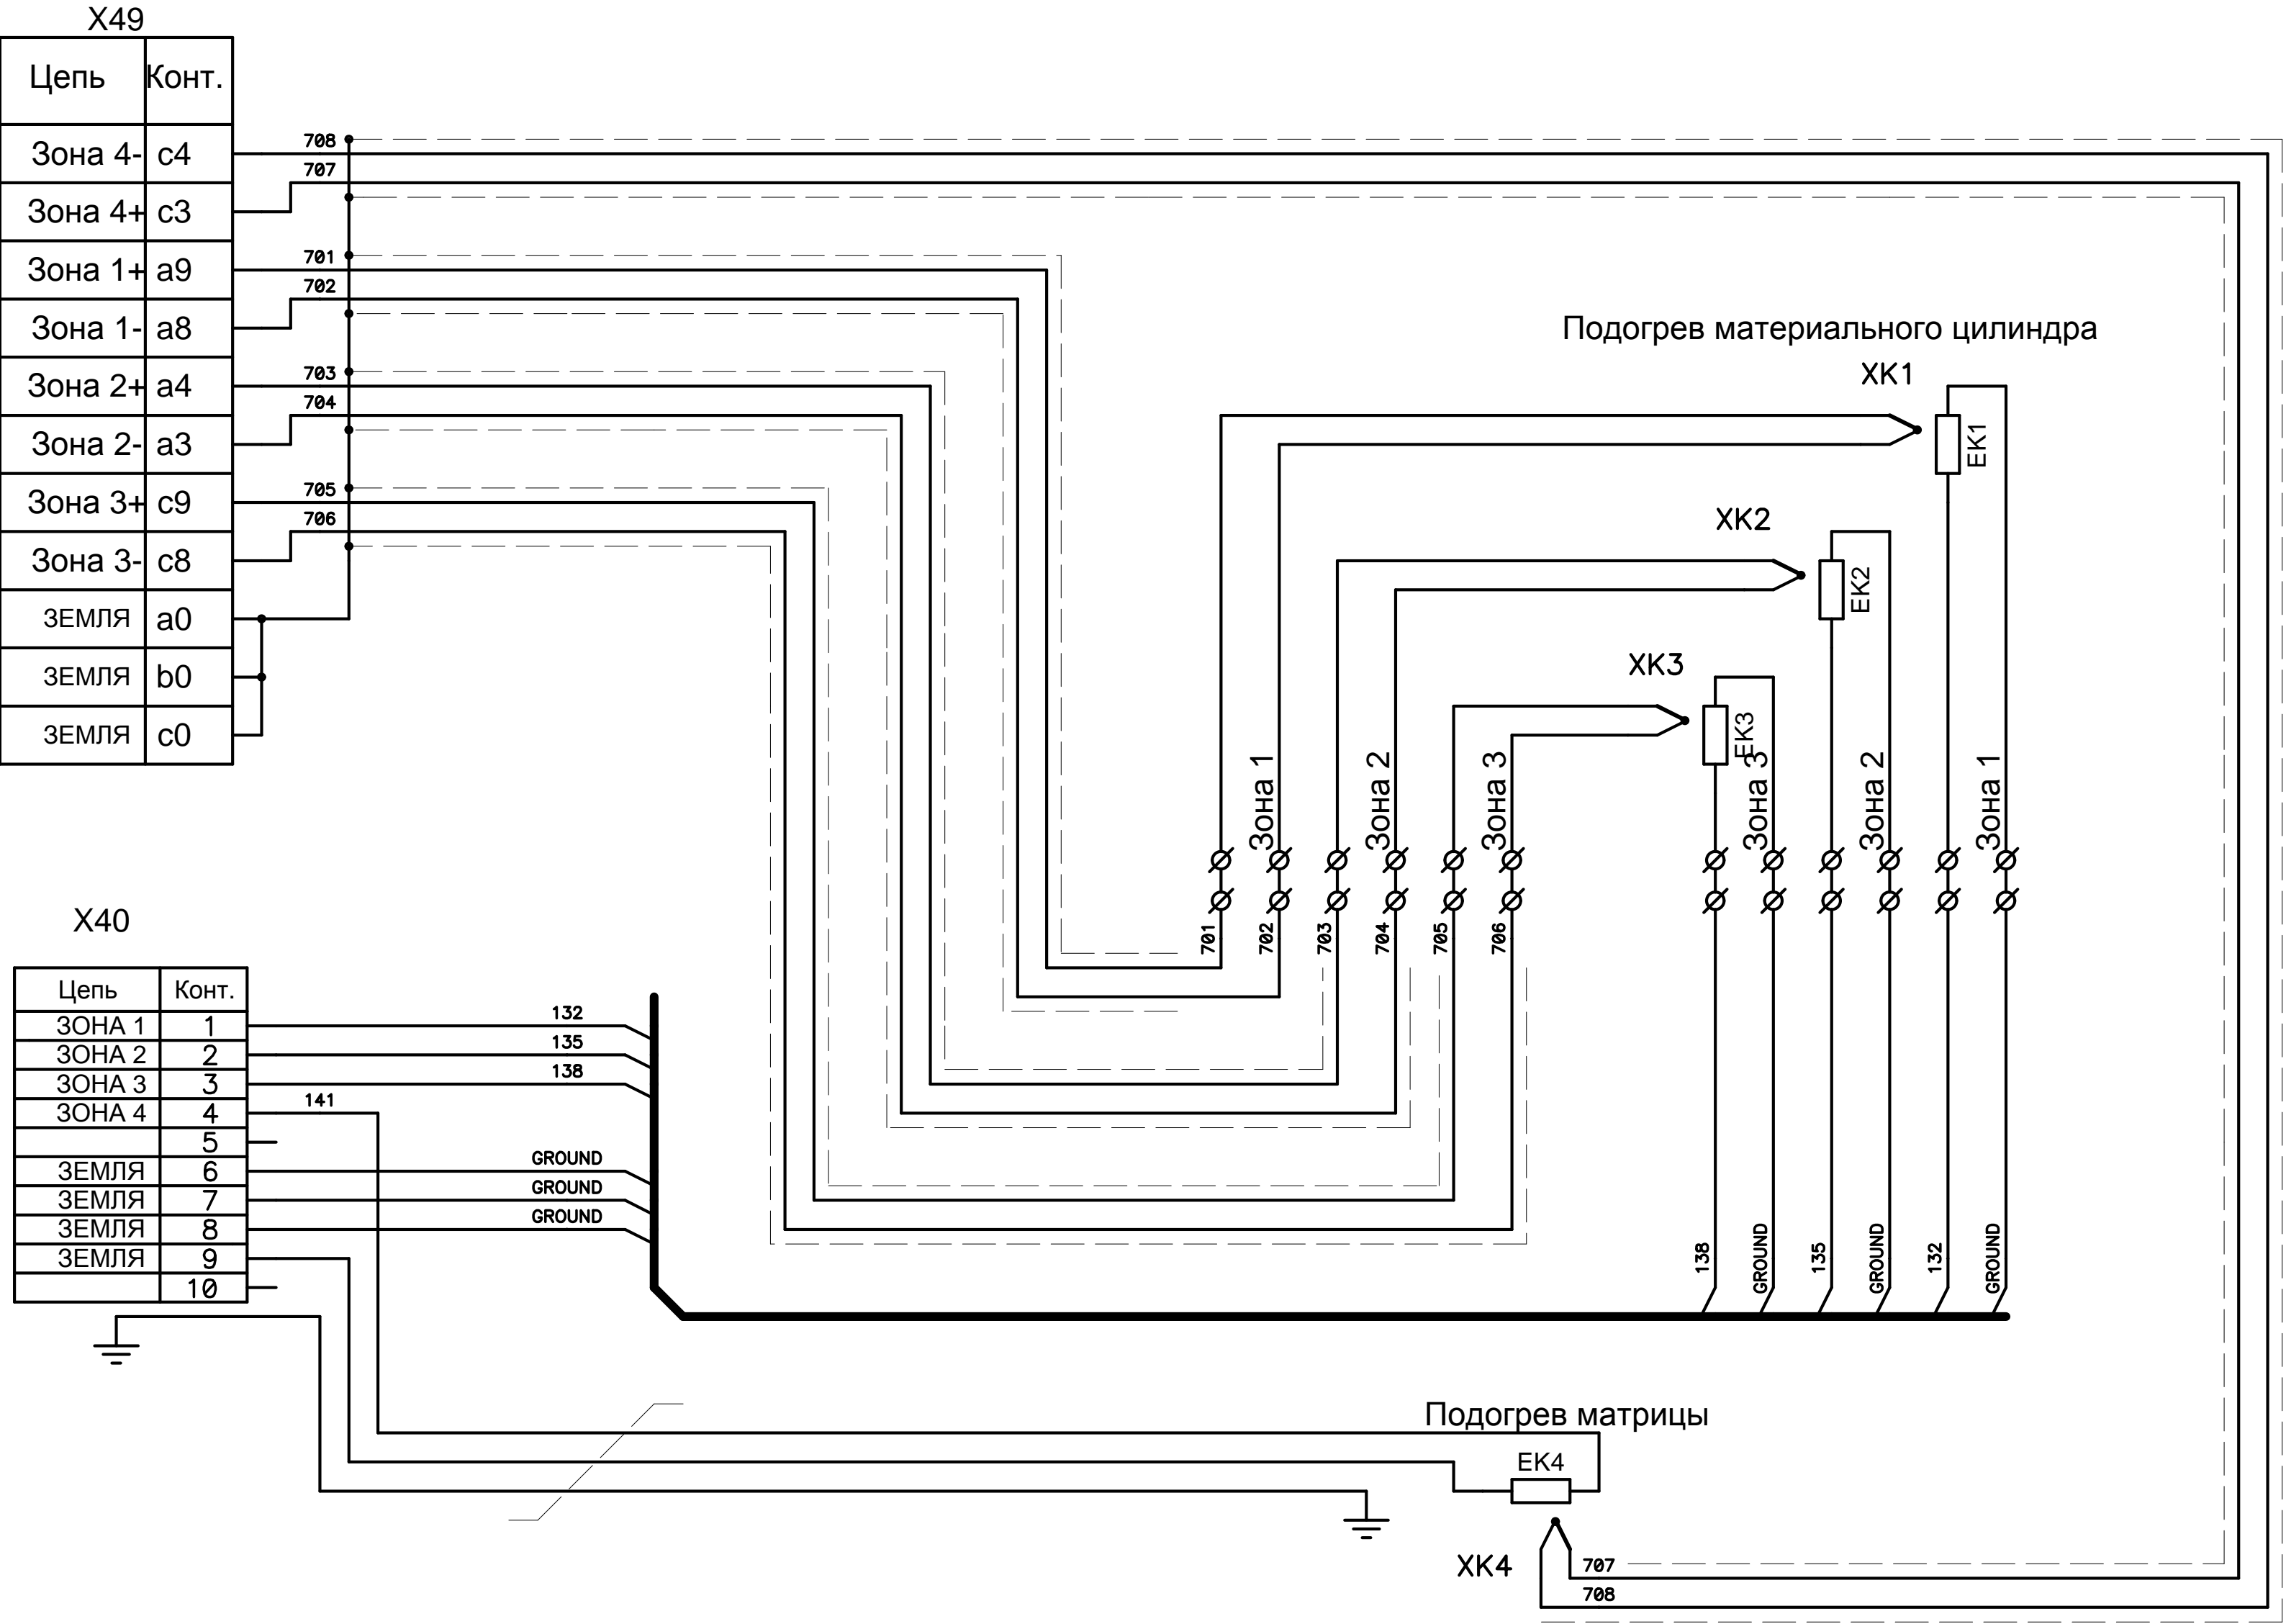 X49
Цепь Конт.
Зона 4- c4
Зона 4+ c3
Зона 1+ a9
Зона 1- a8
Зона 2+ a4
Зона 2- a3
Зона 3+ c9
Зона 3- c8
ЗЕМЛЯ a0
ЗЕМЛЯ b0
ЗЕМЛЯ c0
708
707
701
702
703
704
705
706
Подогрев материального цилиндра
XK1
EK1
XK2
EK2
XK3
EK3
Зона 1
Зона 2
Зона 3
Зона 3
Зона 2
Зона 1
701
702
703
704
705
706
138
GROUND
135
GROUND
132
GROUND
X40
Цепь Конт.
ЗОНА 1 1
ЗОНА 2 2
ЗОНА 3 3
ЗОНА 4 4
5
ЗЕМЛЯ 6
ЗЕМЛЯ 7
ЗЕМЛЯ 8
ЗЕМЛЯ 9
10
132
135
138
141
GROUND
GROUND
GROUND
Подогрев матрицы
EK4
XK4
707
708